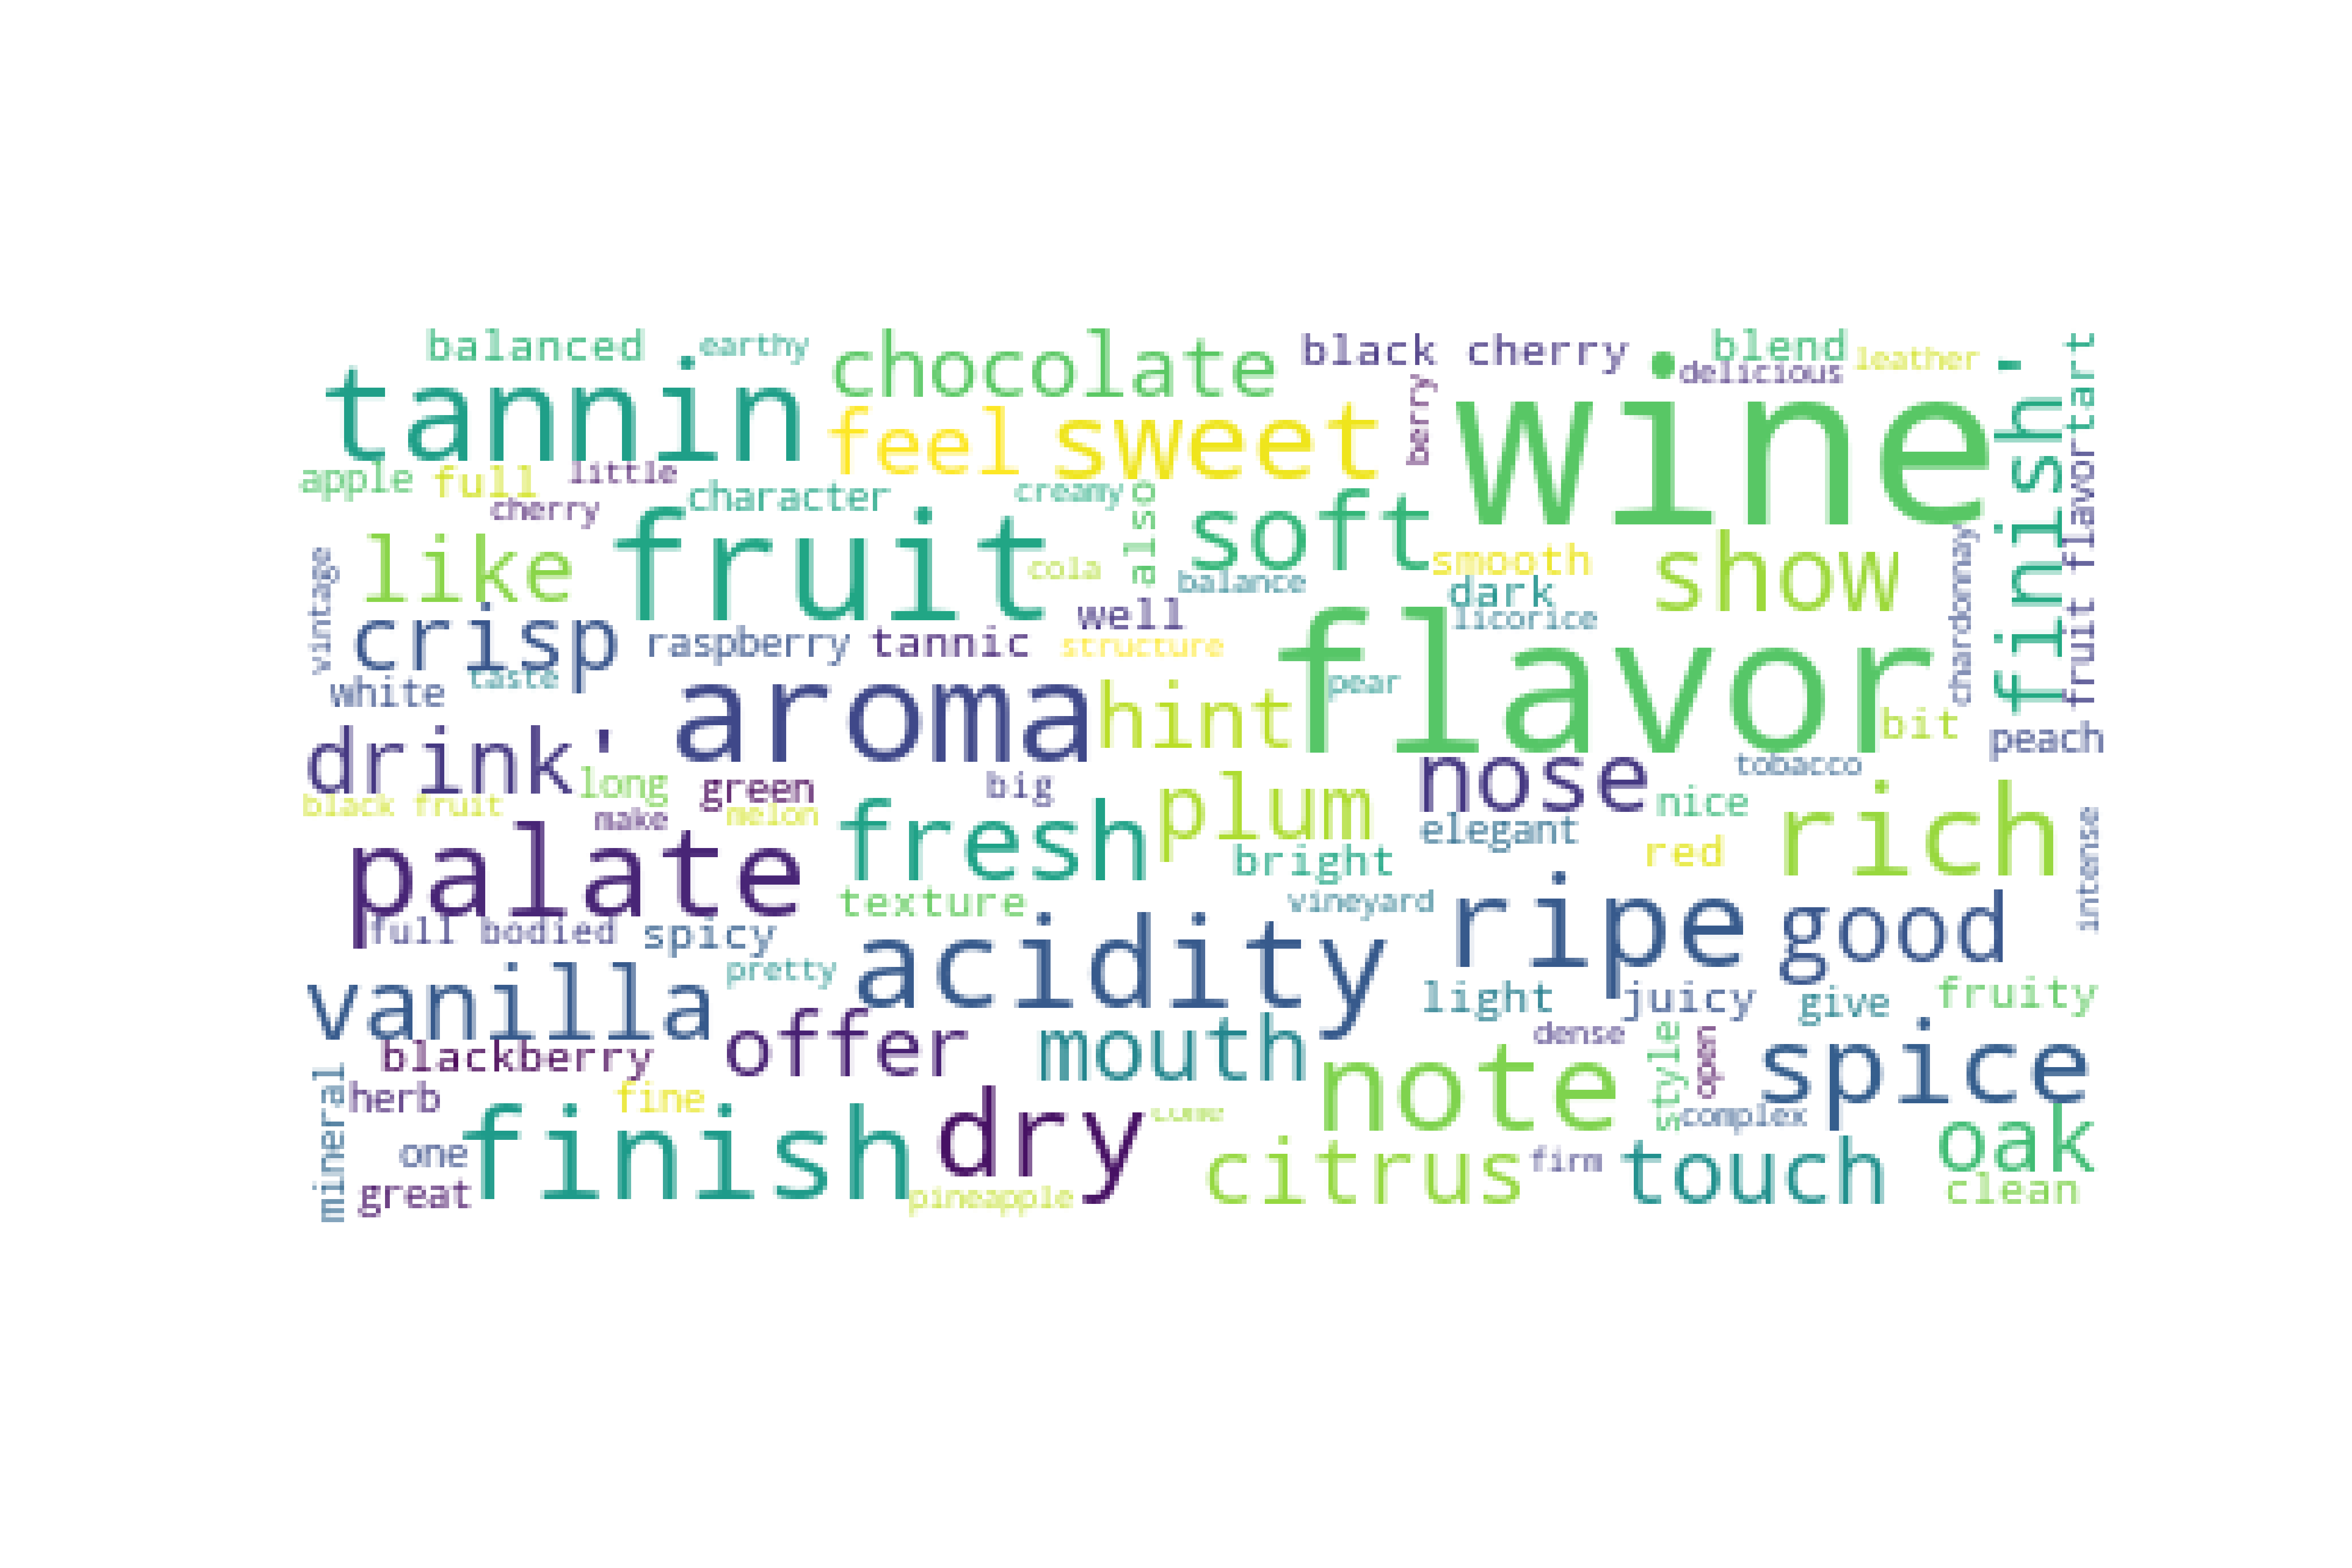 balanced
earthy
chocolate
black cherry
blend
delicious
leather
tannin
feel
sweet
berry
wine
finish'
tart
fruit flavor
apple
full
little
cherry
character
creamy
also
soft
like
fruit
cola
balance
smooth
dark
licorice
show
chardonnay
vintage
crisp
raspberry
tannic
well
structure
white
taste
aroma
hint
pear
flavor
bit
peach
drink'
long
green
big
nose
tobacco
black fruit
make
melon
fresh
plum
nice
rich
elegant
bright
red
intense
palate
texture
vineyard
full bodied
spicy
acidity
ripe
good
pretty
vanilla
light
juicy
give
fruity
blackberry
offer
mouth
dense
style
open
spice
mineral
herb
fine
note
complex
oak
one
finish
dry
citrus
firm
touch
great
pineapple
clean